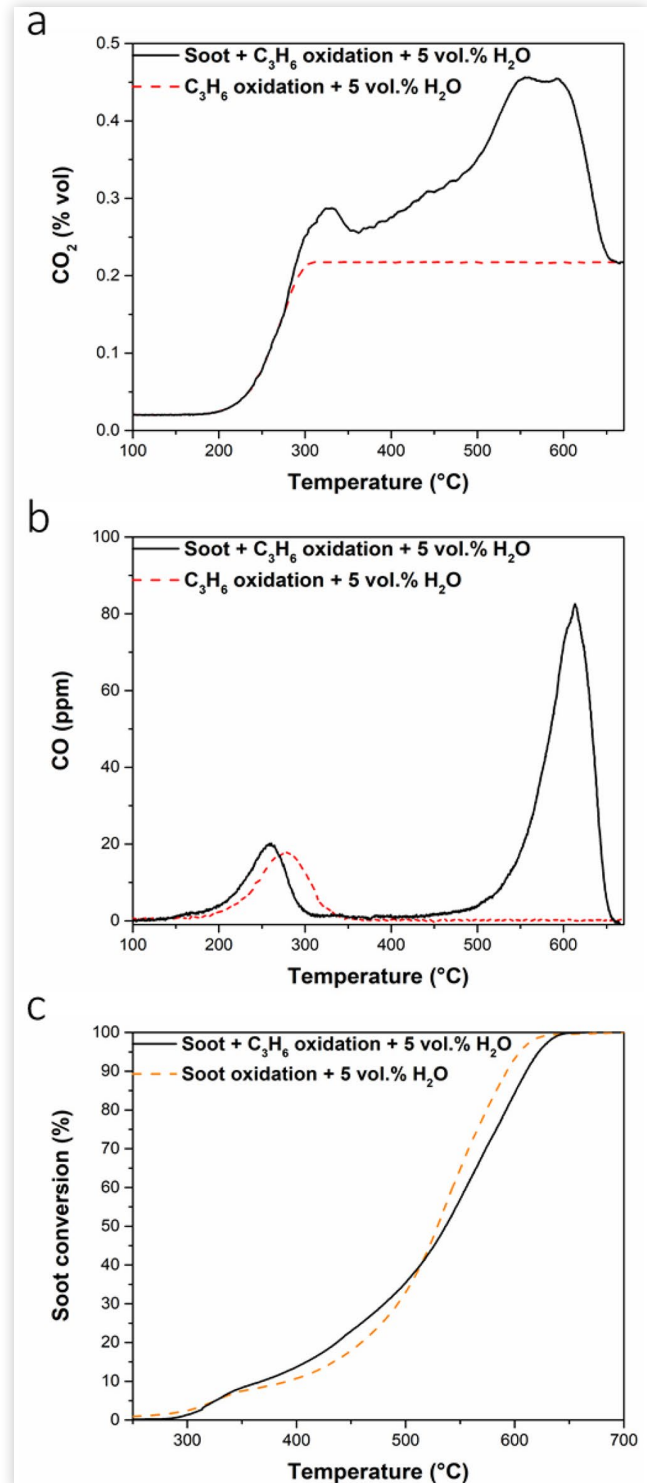 a
0.5
Soot + C₃H₆ oxidation + 5 vol.% H₂O
C₃H₆ oxidation + 5 vol.% H₂O
0.4
0.3
0.2
0.1
0.0
CO₂ (% vol)
100 200 300 400 500 600
Temperature (°C)
b
100
Soot + C₃H₆ oxidation + 5 vol.% H₂O
C₃H₆ oxidation + 5 vol.% H₂O
80
60
40
20
0
CO (ppm)
100 200 300 400 500 600
Temperature (°C)
c
100
Soot + C₃H₆ oxidation + 5 vol.% H₂O
90
Soot oxidation + 5 vol.% H₂O
80
70
60
50
40
30
20
10
0
Soot conversion (%)
300 400 500 600 700
Temperature (°C)